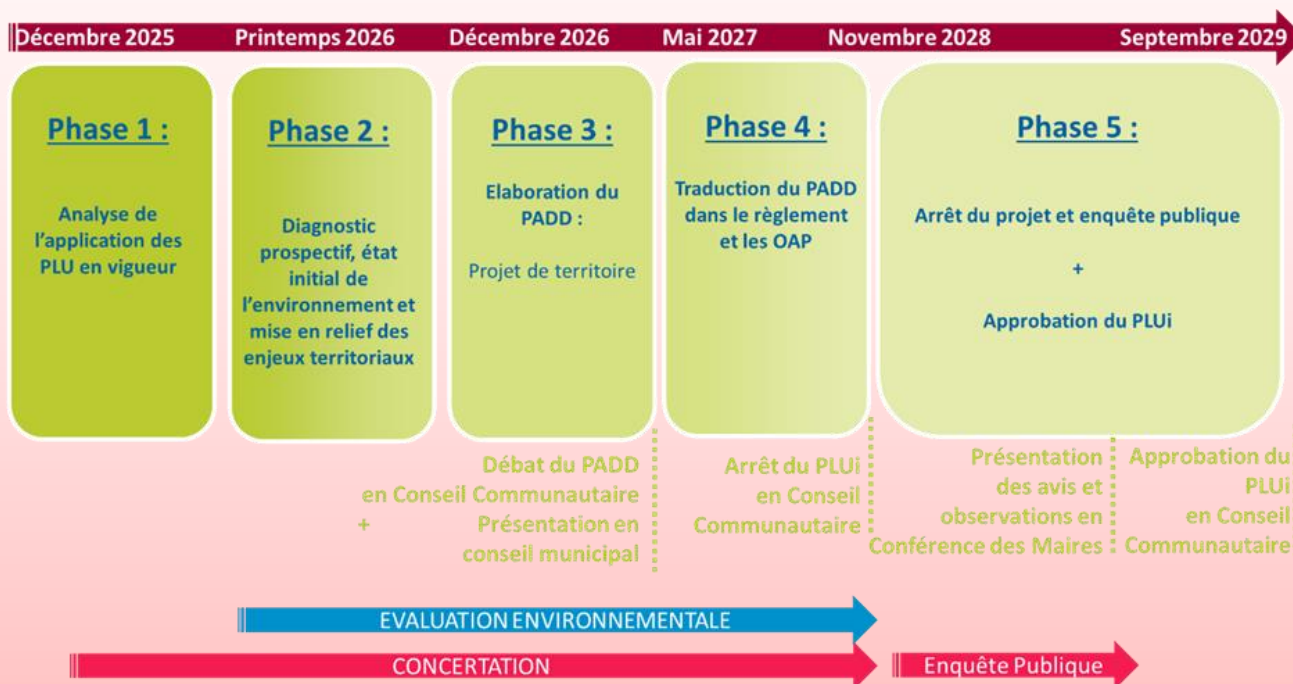 Décembre 2025 Printemps 2026 Décembre 2026 Mai 2027 Novembre 2028 Septembre 2029
Phase 1 :
Analyse de
l'application des
PLU en vigueur
Phase 2 :
Diagnostic
prospectif, état
initial de
l'environnement et
mise en relief des
enjeux territoriaux
Phase 3 :
Elaboration du
PADD :
Projet de territoire
Phase 4 :
Traduction du PADD
dans le règlement
et les OAP
Phase 5 :
Arrêt du projet et enquête publique
+
Approbation du PLUi
Débat du PADD
en Conseil Communautaire
+
Présentation en
conseil municipal
Arrêt du PLUi
en Conseil
Communautaire
Présentation
des avis et
observations en
Conférence des Maires
Approbation du
PLUi
en Conseil
Communautaire
EVALUATION ENVIRONNEMENTALE
CONCERTATION
Enquête Publique